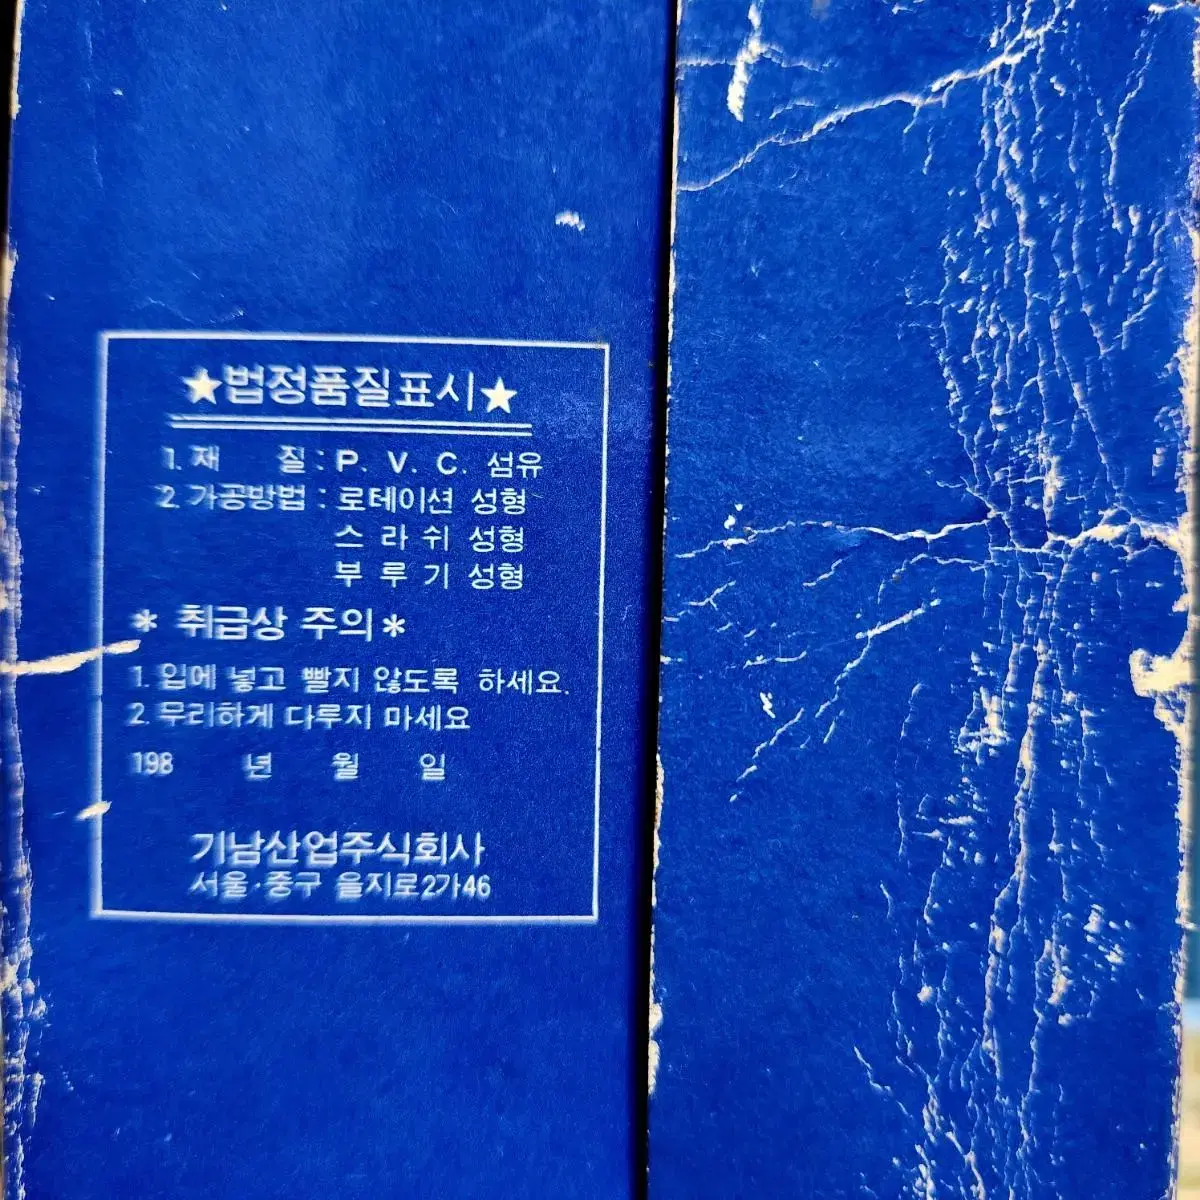 ★법정품질표시★
1. 재 질 : P. V. C. 섬유
2. 가공방법 : 로테이션 성형
스라쉬 성형
부루기 성형
* 취급상 주의 *
1. 입에 넣고 빨지 않도록 하세요.
2. 무리하게 다루지 마세요
198 년 월 일
기남산업주식회사
서울·중구 을지로2가46